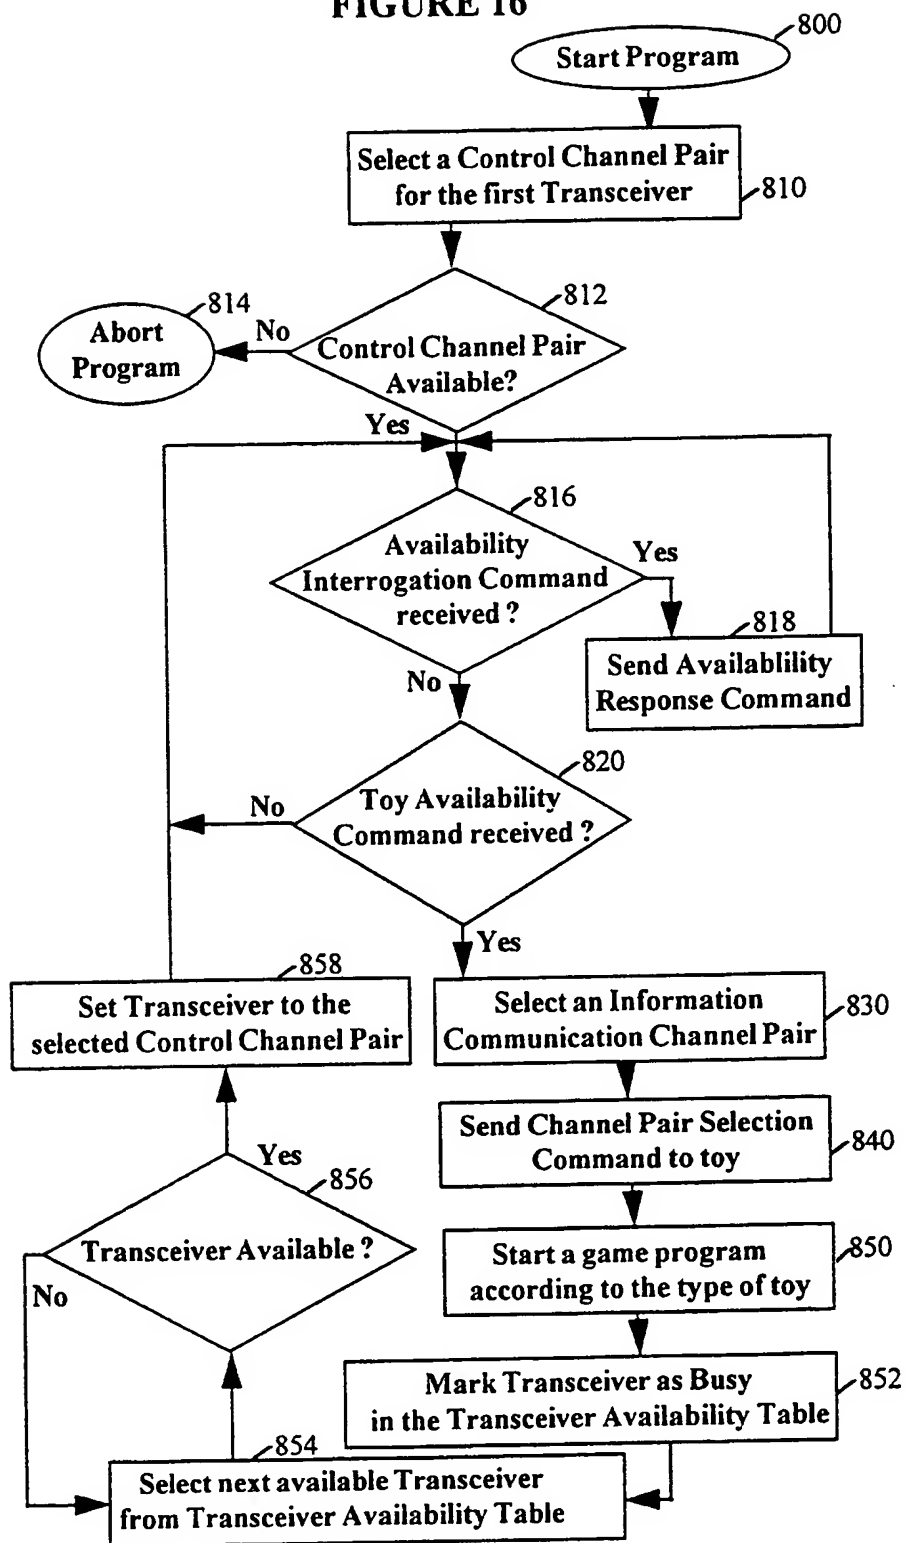 FIGURE 16
800
Start Program
Select a Control Channel Pair
for the first Transceiver
810
812
814
Abort
Program
No
Control Channel Pair
Available?
Yes
816
Availability
Interrogation Command
received ?
Yes
818
Send Availablility
Response Command
No
820
Toy Availability
Command received ?
No
Yes
858
Set Transceiver to the
selected Control Channel Pair
Select an Information
Communication Channel Pair
830
Send Channel Pair Selection
Command to toy
840
Yes
856
Transceiver Available ?
No
Start a game program
according to the type of toy
850
Mark Transceiver as Busy
in the Transceiver Availability Table
852
854
Select next available Transceiver
from Transceiver Availability Table